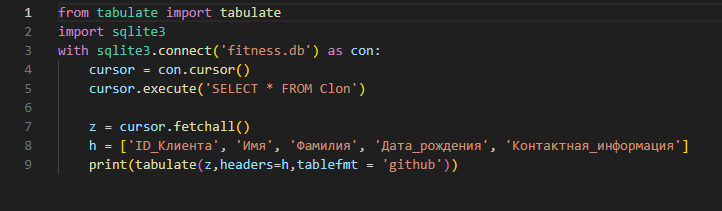 1 from tabulate import tabulate
2 import sqlite3
3 with sqlite3.connect('fitness.db') as con:
4     cursor = con.cursor()
5     cursor.execute('SELECT * FROM Clon')
6
7     z = cursor.fetchall()
8     h = ['ID_Клиента', 'Имя', 'Фамилия', 'Дата_рождения', 'Контактная_информация']
9     print(tabulate(z,headers=h,tablefmt = 'github'))